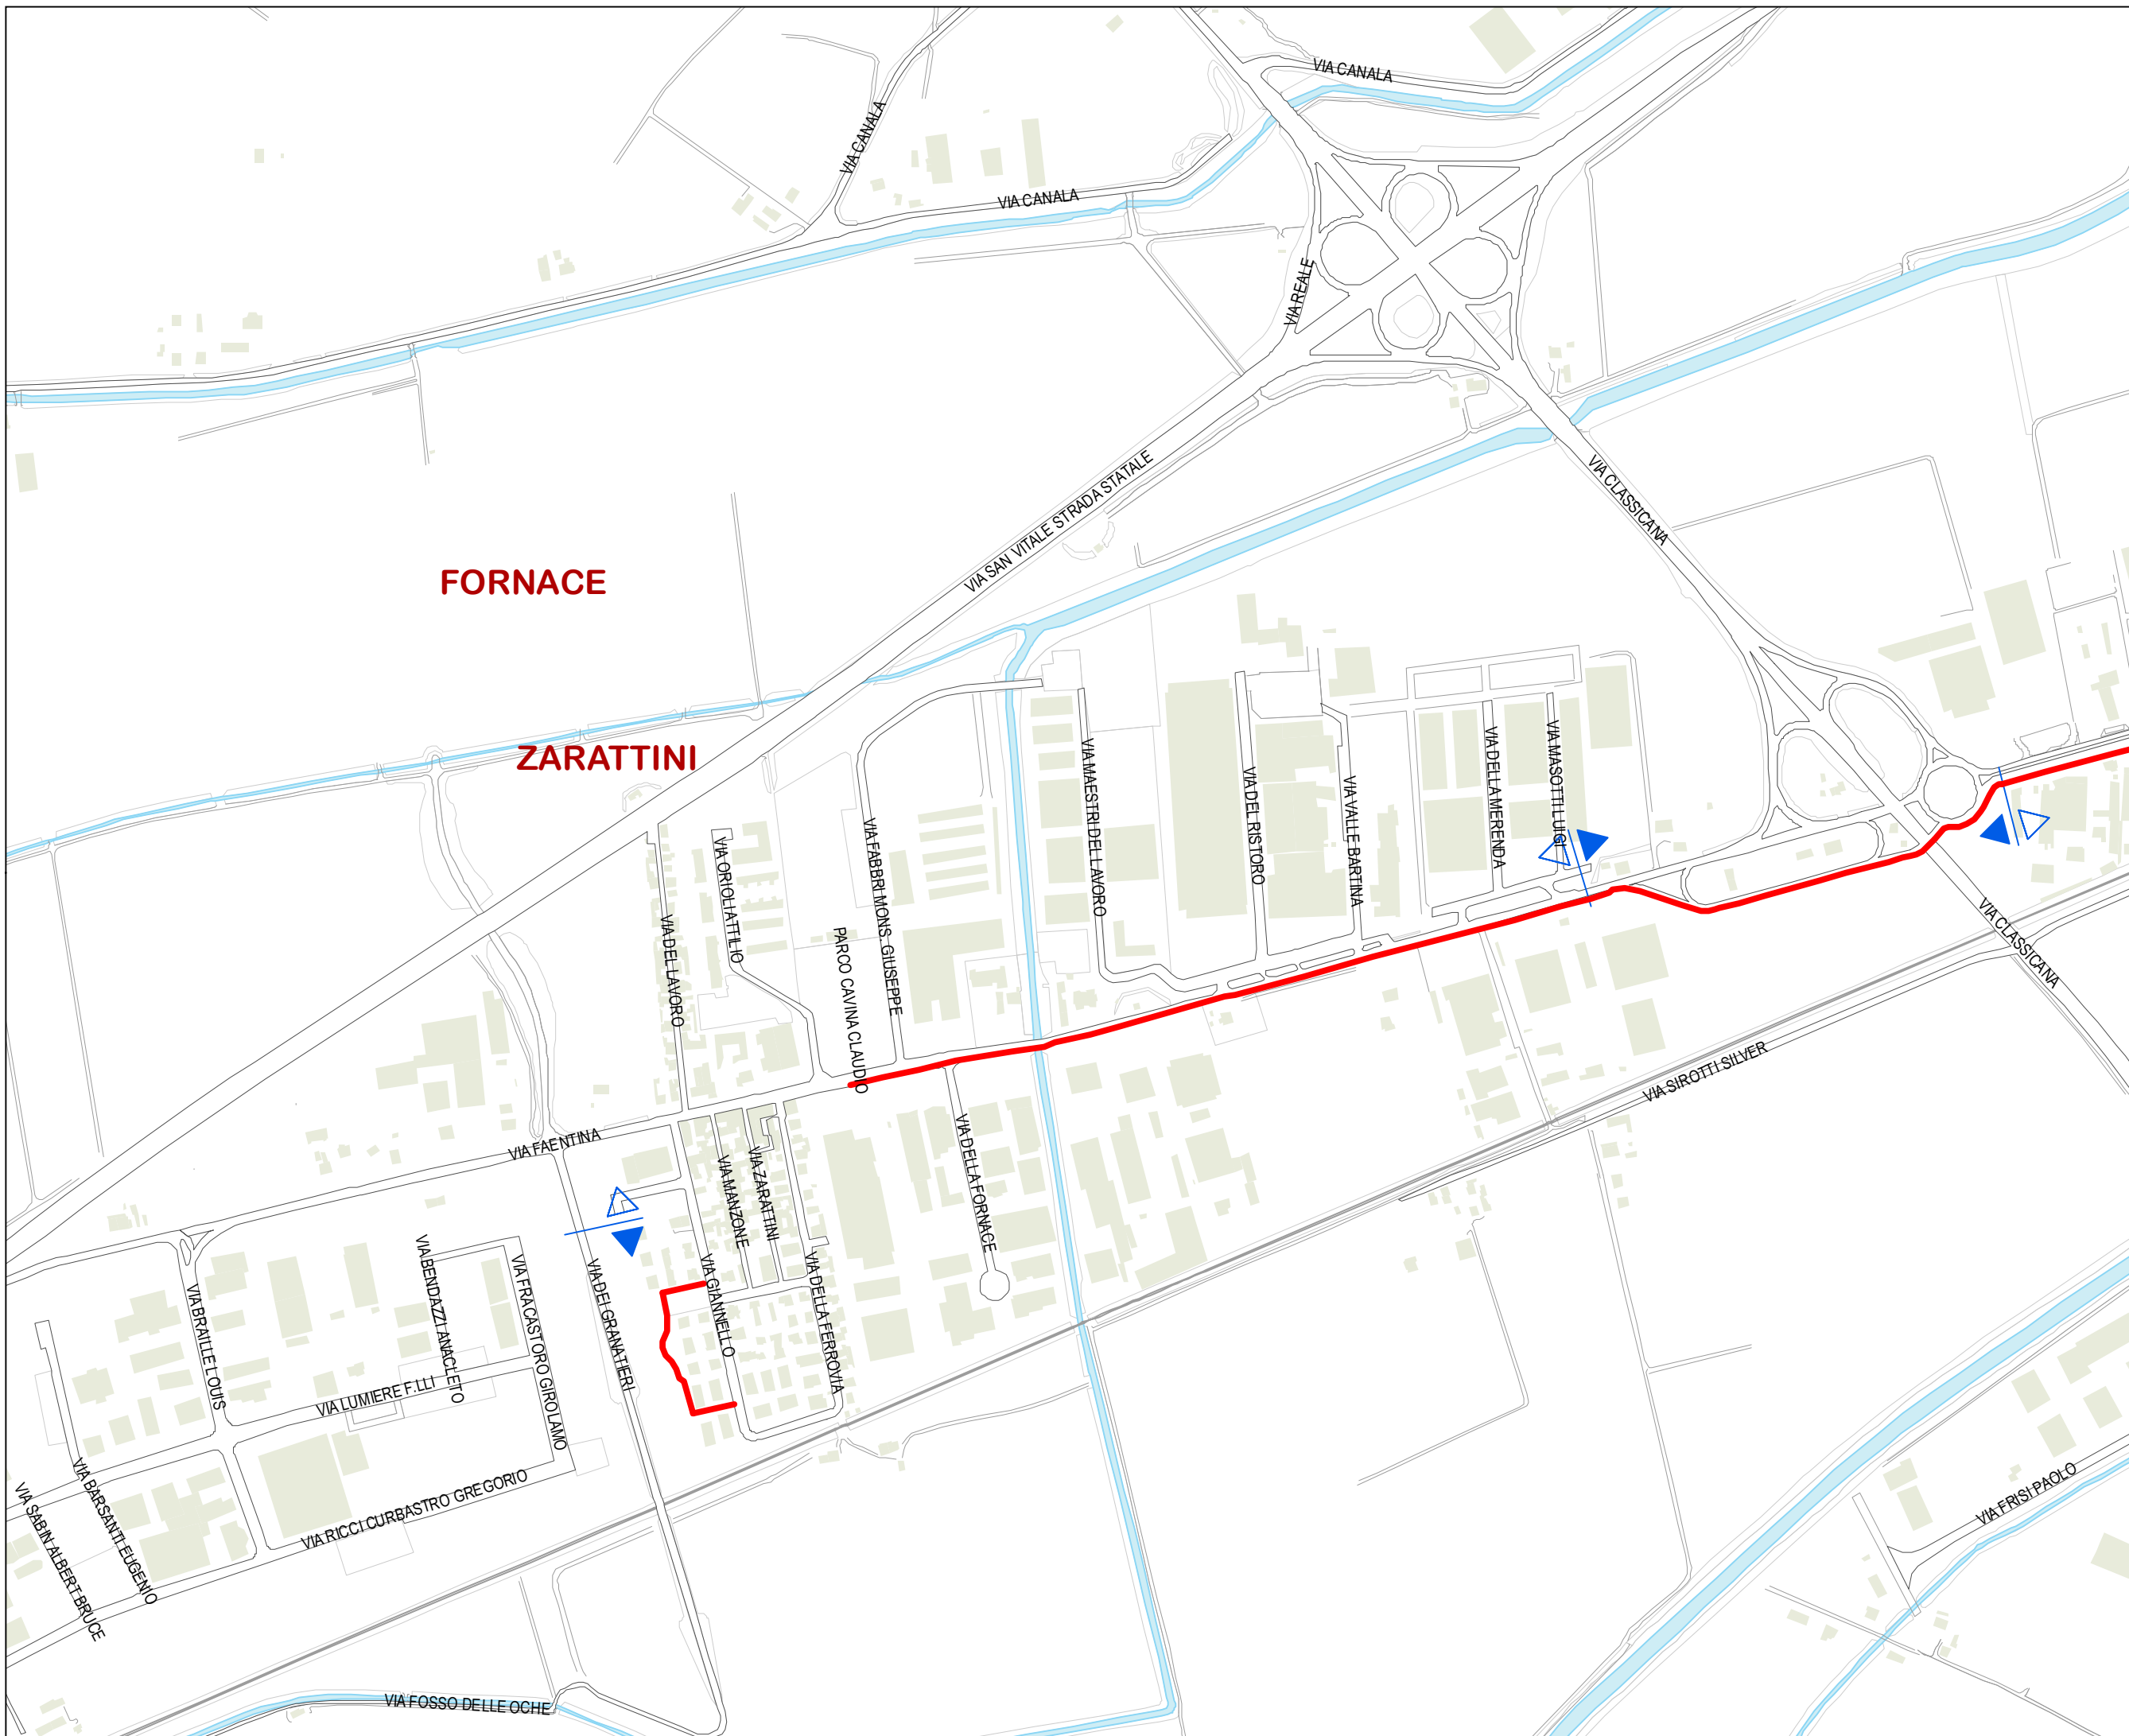 VIA CANALA
VIA CANALA
VIA CANALA
VIA REALE
VIA SAN VITALE STRADA STATALE
VIA CLASSICANA
FORNACE
ZARATTINI
VIA MAESTRI DEL LAVORO
VIA DEL RISTORO
VIA VALLE BARTINA
VIA DELLA MERENDA
VIA MASOTTI LUIGI
VIA FABBRI MONS. GIUSEPPE
VIA ORIOLI ATTILIO
VIA DEL LAVORO
PARCO CAVINA CLAUDIO
VIA CLASSICANA
VIA SIROTTI SILVER
VIA FAENTINA
VIA MANZONE
VIA ZARATTINI
VIA DELLA FORNACE
VIA BENDAZZI ANACLETO
VIA FRACASTORO GIROLAMO
VIA DEI GRANATIERI
VIA GIANNELLO
VIA DELLA FERROVIA
VIA BRAILLE LOUIS
VIA LUMIERE F.LLI
VIA RICCI CURBASTRO GREGORIO
VIA BARSANTI EUGENIO
VIA SABIN ALBERT BRUCE
VIA FRISI PAOLO
VIA FOSSO DELLE OCHE